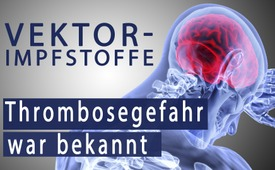 VEKTOR-
IMPFSTOFFE
Thrombosegefahr
war bekannt